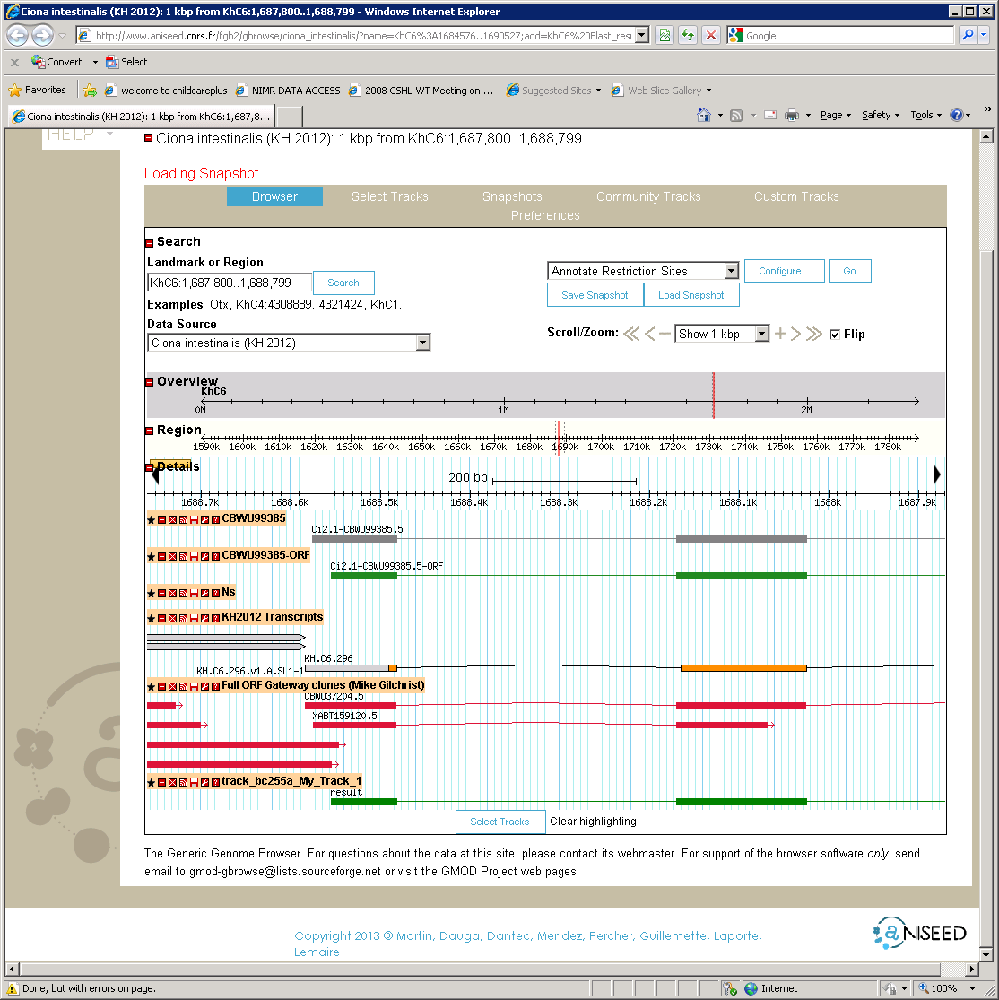 Ciona intestinalis (KH 2012): 1 kbp from KhC6:1,687,800..1,688,799 - Windows Internet Explorer
http://www.aniseed.cnrs.fr/fgb2/gbrowse/ciona_intestinalis/?name=KhC6%3A1684576..1690527;add=KhC6%20Blast_resu
Google
x Convert Select
Favorites welcome to childcareplus NIMR DATA ACCESS 2008 CSHL-WT Meeting on ... Suggested Sites Web Slice Gallery
Ciona intestinalis (KH 2012): 1 kbp from KhC6:1,687,8... Page Safety Tools
HELP
Ciona intestinalis (KH 2012): 1 kbp from KhC6:1,687,800..1,688,799
Loading Snapshot...
Browser Select Tracks Snapshots Community Tracks Custom Tracks
Preferences
Search
Landmark or Region:
KhC6:1,687,800..1,688,799 Search
Annotate Restriction Sites Configure... Go
Save Snapshot Load Snapshot
Examples: Otx, KhC4:4308889..4321424, KhC1.
Data Source
Ciona intestinalis (KH 2012)
Scroll/Zoom: Show 1 kbp Flip
Overview
KhC6
0M 1M 2M
Region
1590k 1600k 1610k 1620k 1630k 1640k 1650k 1660k 1670k 1680k 1690k 1700k 1710k 1720k 1730k 1740k 1750k 1760k 1770k 1780k
Details
200 bp
1688.7k 1688.6k 1688.5k 1688.4k 1688.3k 1688.2k 1688.1k 1688k 1687.9k
CBWU99385
Ci2.1-CBWU99385.5
CBWU99385-ORF
Ci2.1-CBWU99385.5-ORF
Ns
KH2012 Transcripts
KH.C6.296
KH.C6.296.v1.A.SL1-1
Full ORF Gateway clones (Mike Gilchrist)
CBWU37204.5
XABT159120.5
track_bc255a_My_Track_1
result
Select Tracks Clear highlighting
The Generic Genome Browser. For questions about the data at this site, please contact its webmaster. For support of the browser software only, send
email to gmod-gbrowse@lists.sourceforge.net or visit the GMOD Project web pages.
Copyright 2013 © Martin, Dauga, Dantec, Mendez, Percher, Guillemette, Laporte,
Lemaire
aNISEED
Done, but with errors on page. Internet 100%